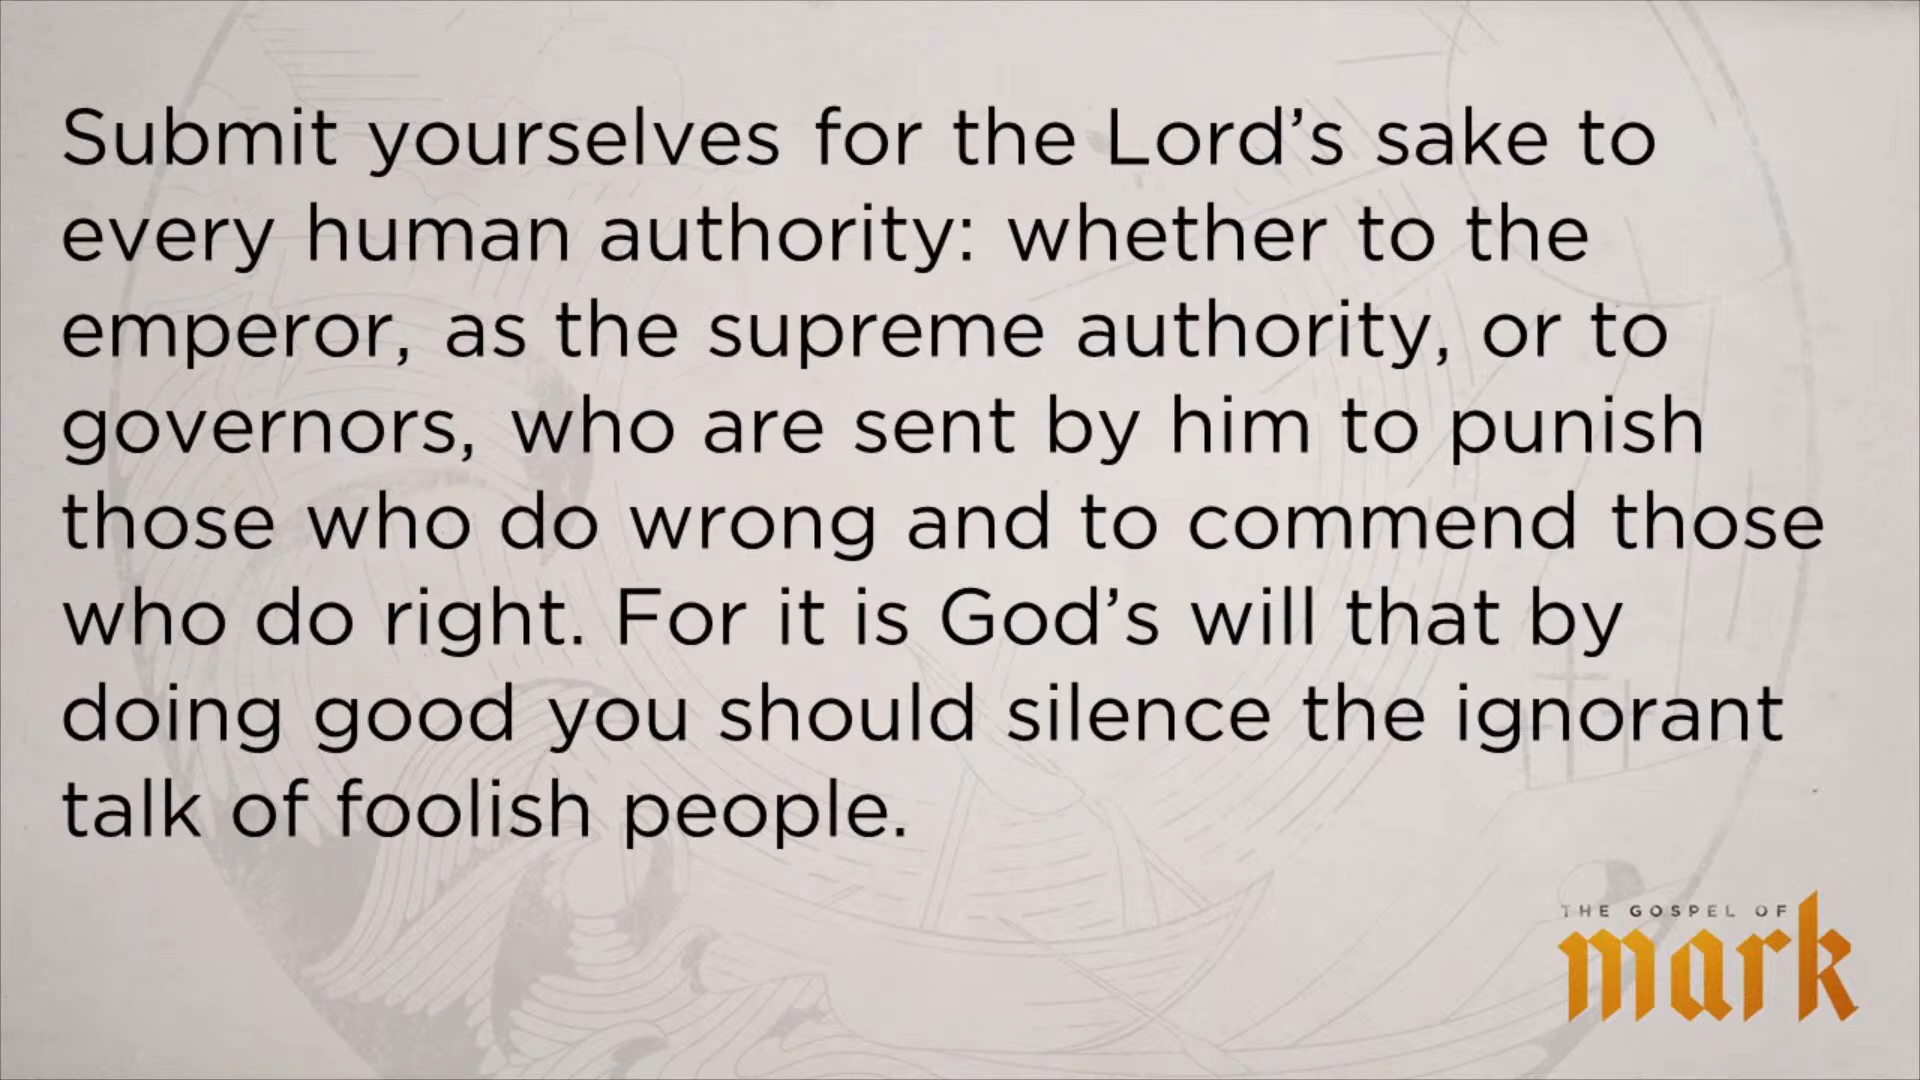 Submit yourselves for the Lord’s sake to
every human authority: whether to the
emperor, as the supreme authority, or to
governors, who are sent by him to punish
those who do wrong and to commend those
who do right. For it is God’s will that by
doing good you should silence the ignorant
talk of foolish people.
THE GOSPEL OF
mark